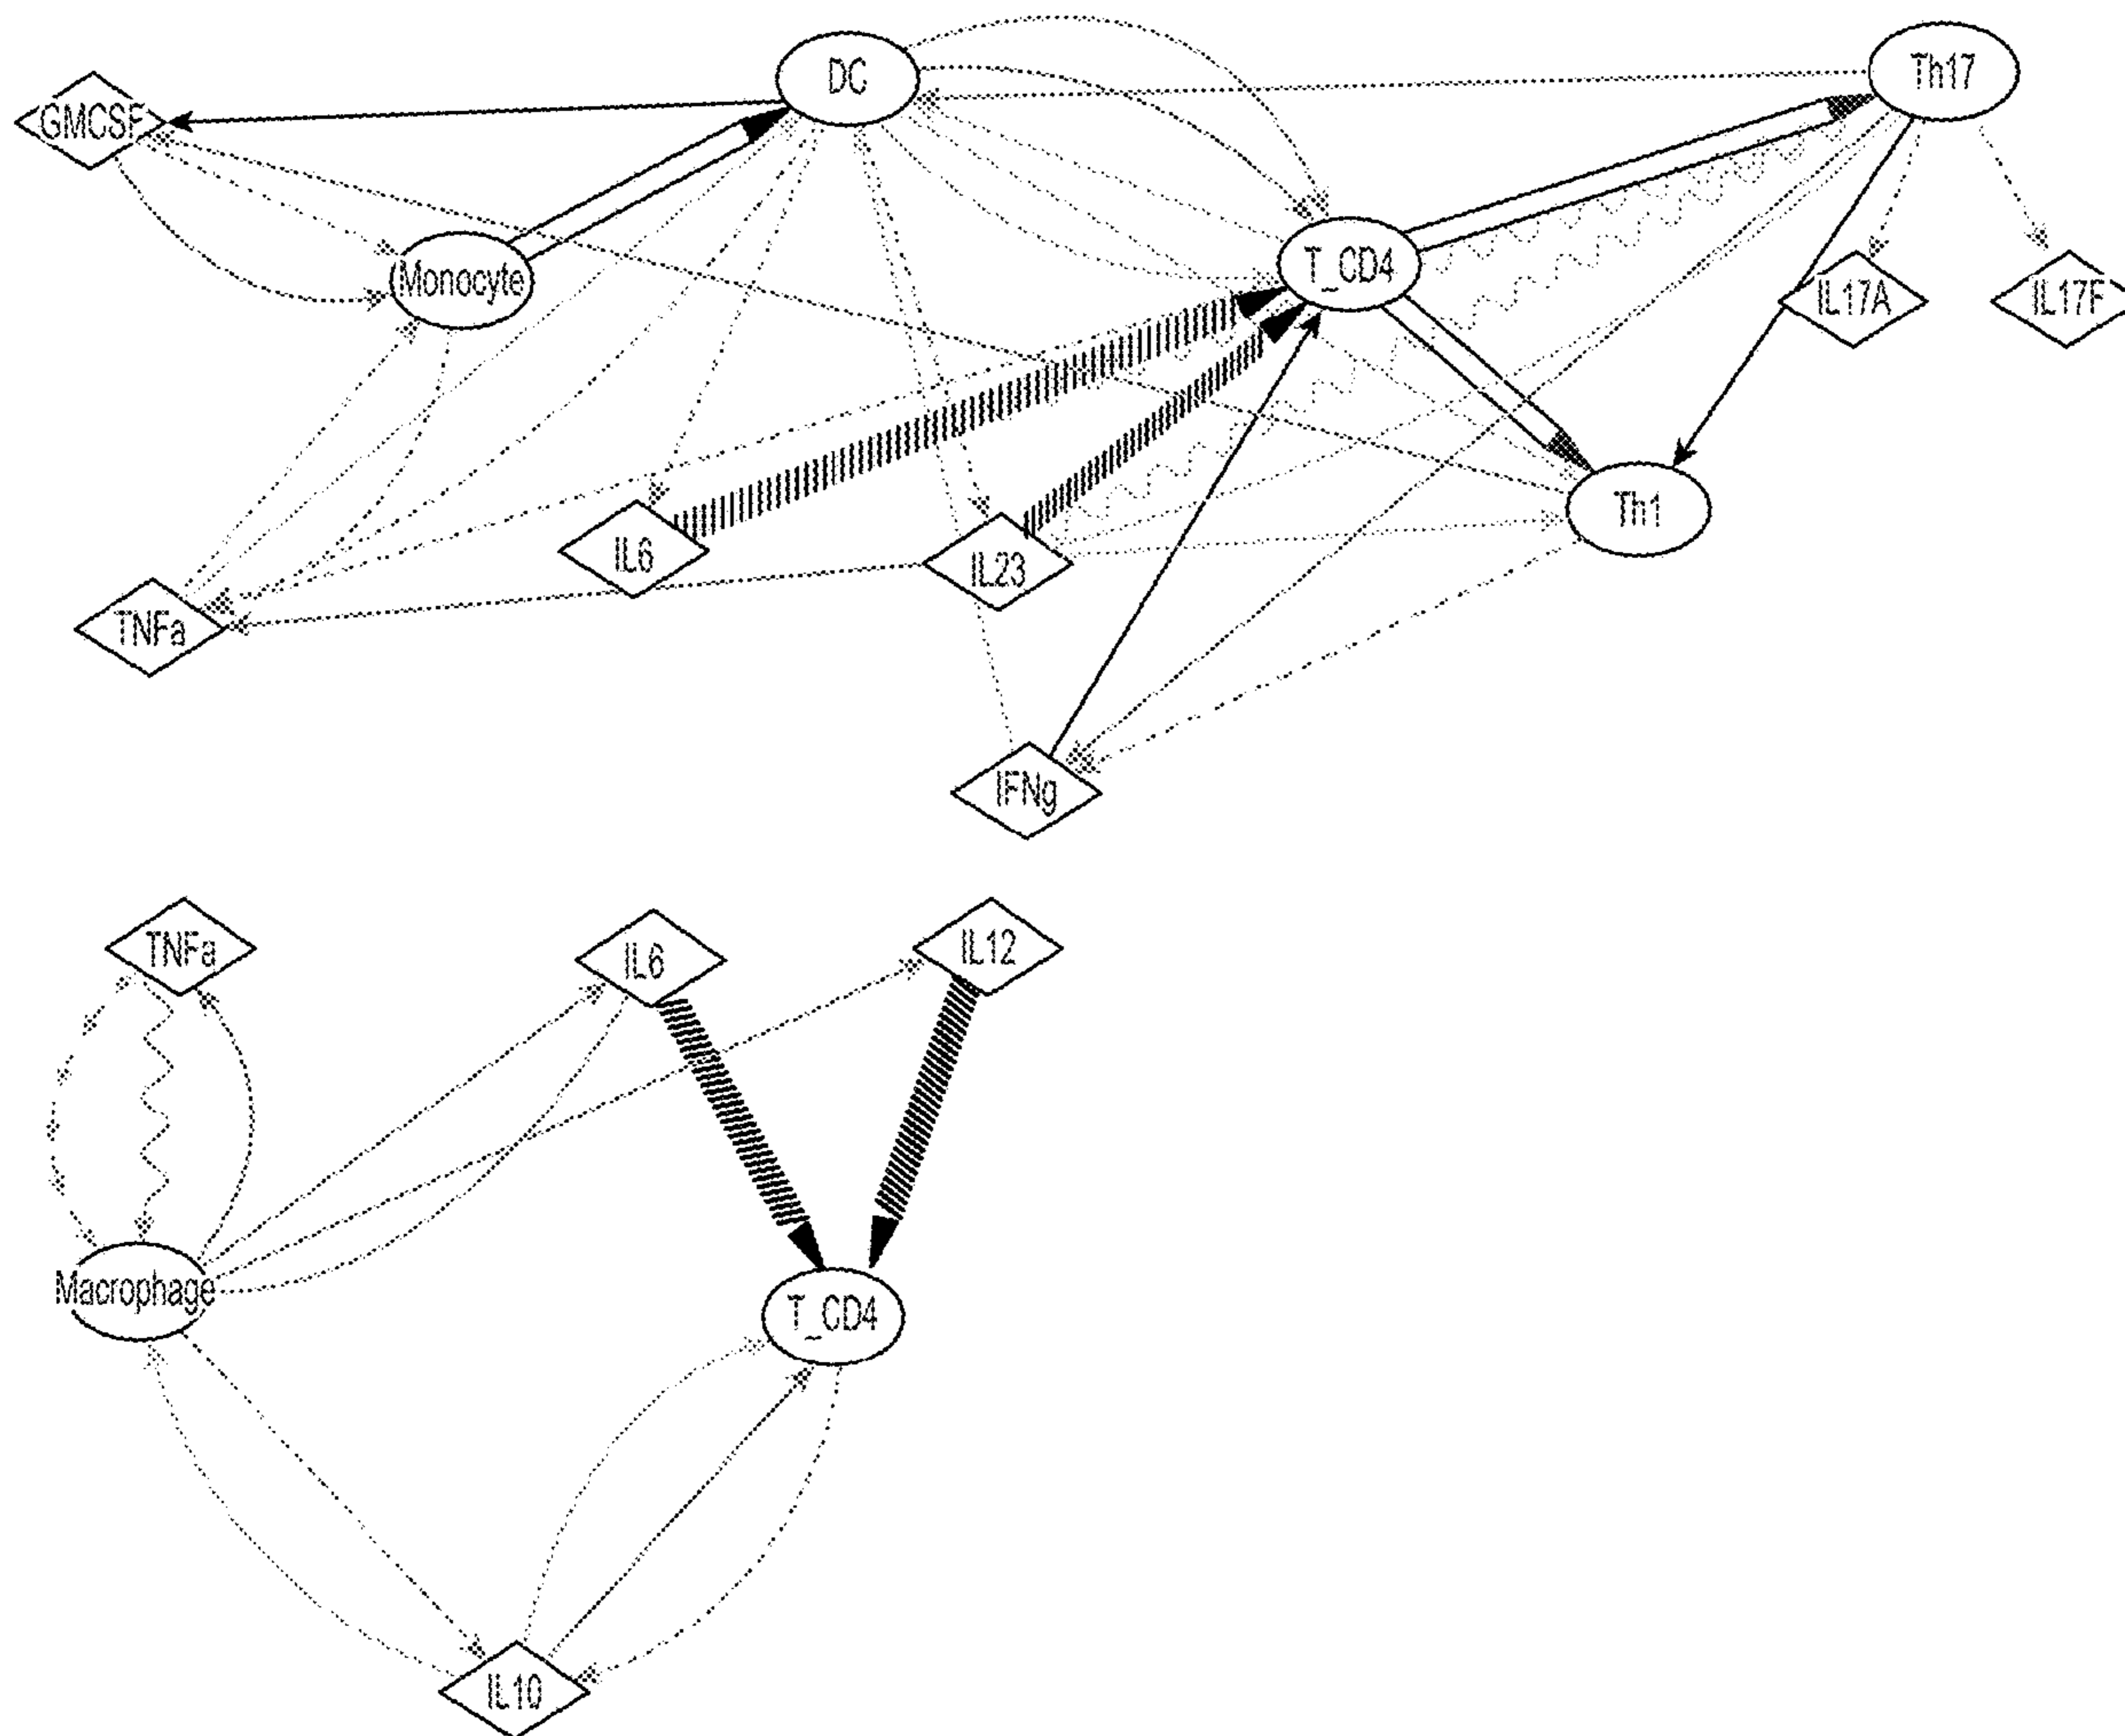 DC
Th17
GMCSF
Monocyte
T_CD4
IL17A
IL17F
Th1
IL6
IL23
TNFa
IFNg
TNFa
IL6
IL12
Macrophage
T_CD4
IL10